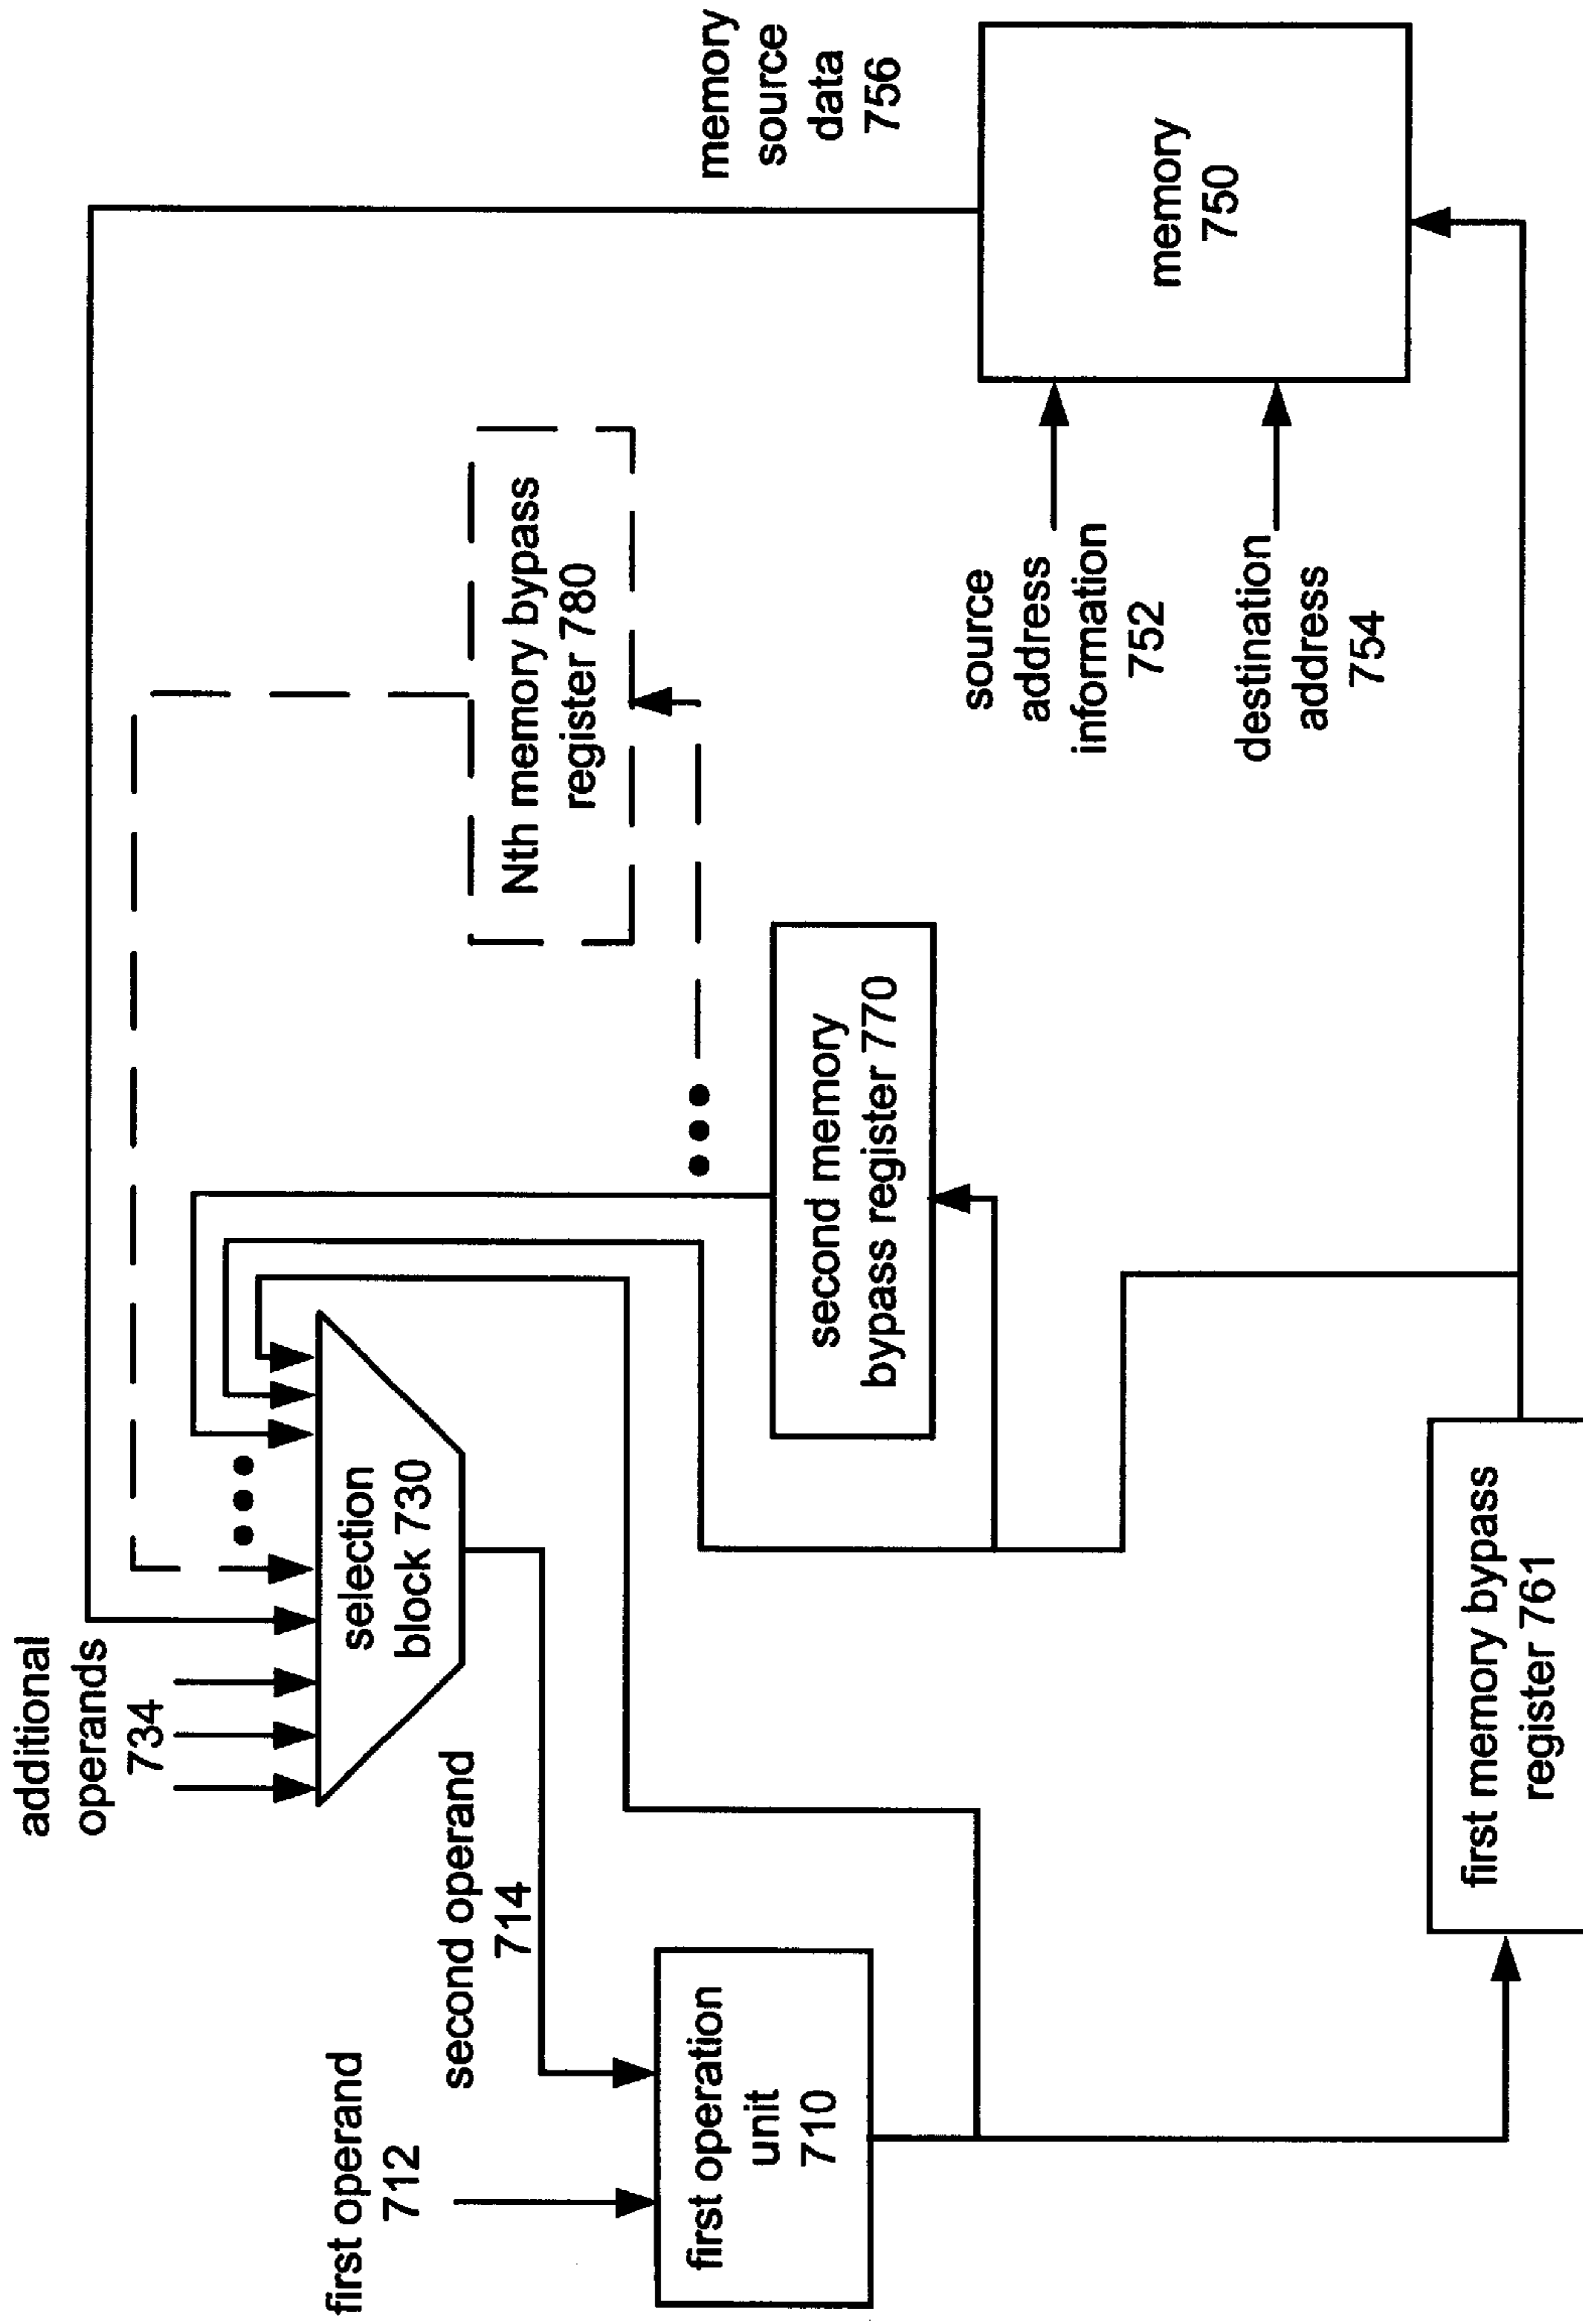 additional
operands
734
selection
block 730
first operand
712
second operand
714
first operation
unit
710
second memory
bypass register 770
Nth memory bypass
register 780
memory
source
data
756
source
address
information
752
destination
address
754
memory
750
first memory bypass
register 761